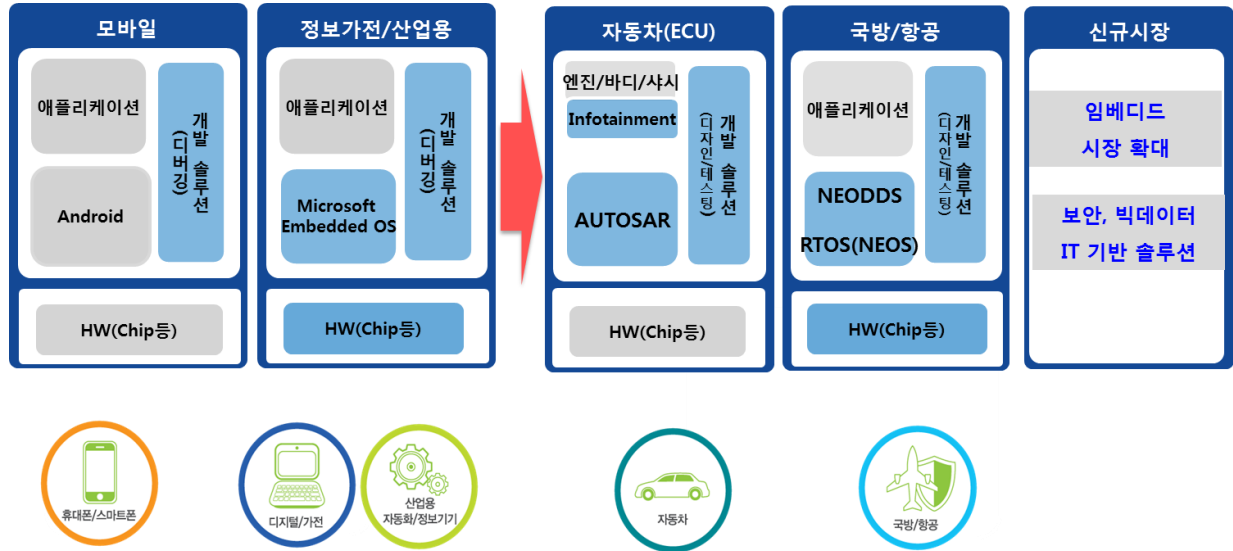 모바일
애플리케이션
Android
개발 솔루션
(디버깅)
HW(Chip등)
정보가전/산업용
애플리케이션
Microsoft
Embedded OS
개발 솔루션
(디버깅)
HW(Chip등)
자동차(ECU)
엔진/바디/샤시
Infotainment
AUTOSAR
개발 솔루션
(디자인/테스팅)
HW(Chip등)
국방/항공
애플리케이션
NEODDS
RTOS(NEOS)
개발 솔루션
(디자인/테스팅)
HW(Chip등)
신규시장
임베디드
시장 확대
보안, 빅데이터
IT 기반 솔루션
휴대폰/스마트폰
디지털/가전
산업용
자동화/정보기기
자동차
국방/항공